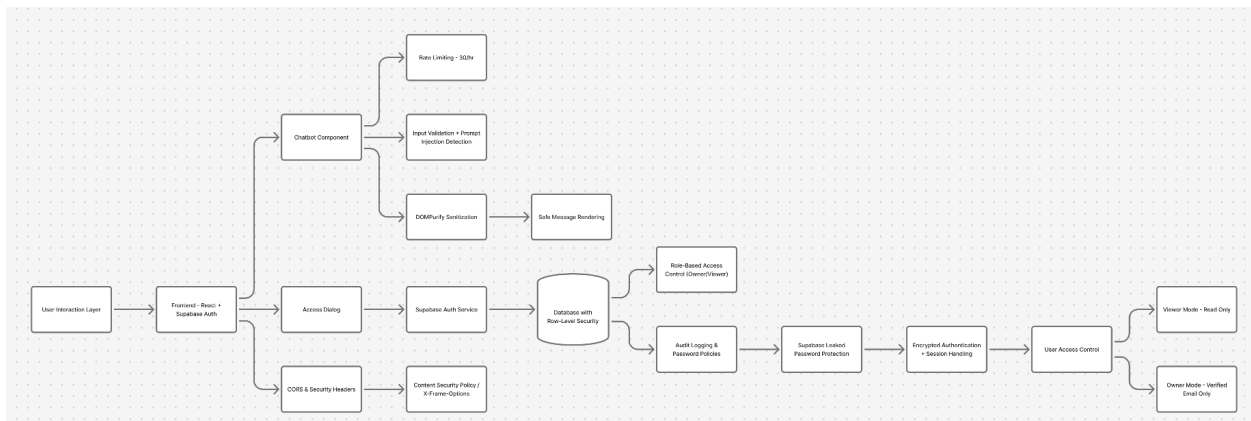 Rate Limiting - 30/hr
Chatbot Component
Input Validation + Prompt
Injection Detection
DOMPurify Sanitization
Safe Message Rendering
Role-Based Access
Control (Owner/Viewer)
User Interaction Layer
Frontend - React +
Supabase Auth
Access Dialog
Supabase Auth Service
Database with
Row-Level Security
Viewer Mode - Read Only
Audit Logging &
Password Policies
Supabase Leaked
Password Protection
Encrypted Authentication
+ Session Handling
User Access Control
CORS & Security Headers
Content Security Policy /
X-Frame-Options
Owner Mode - Verified
Email Only